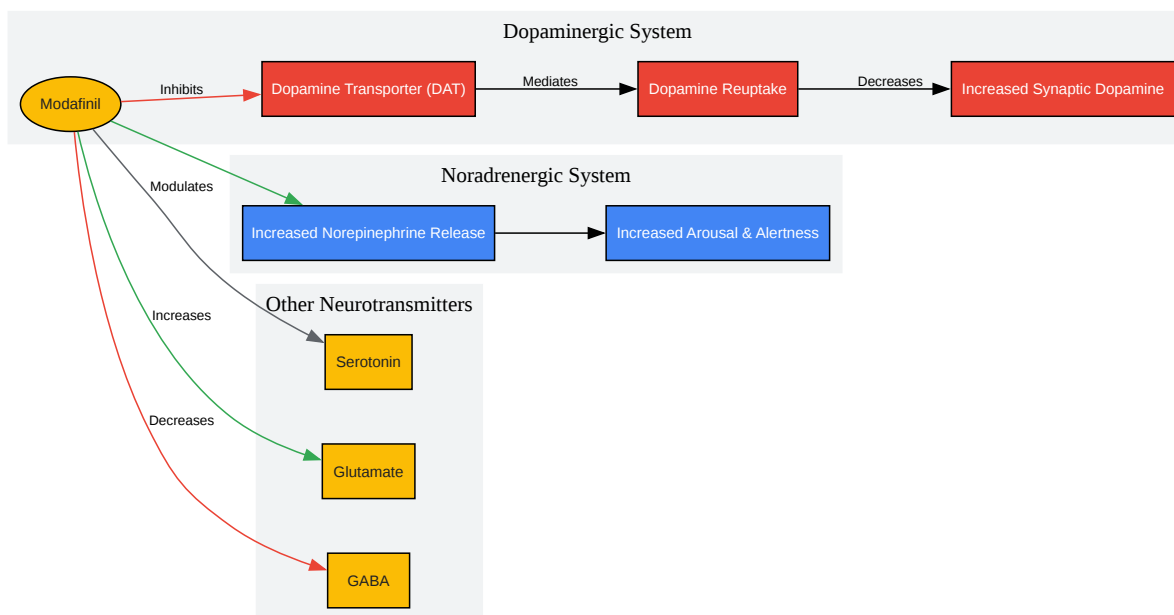 Dopaminergic System
Modafinil
Inhibits
Dopamine Transporter (DAT)
Mediates
Dopamine Reuptake
Decreases
Increased Synaptic Dopamine
Modulates
Noradrenergic System
Increased Norepinephrine Release
Increased Arousal & Alertness
Other Neurotransmitters
Increases
Serotonin
Decreases
Glutamate
GABA